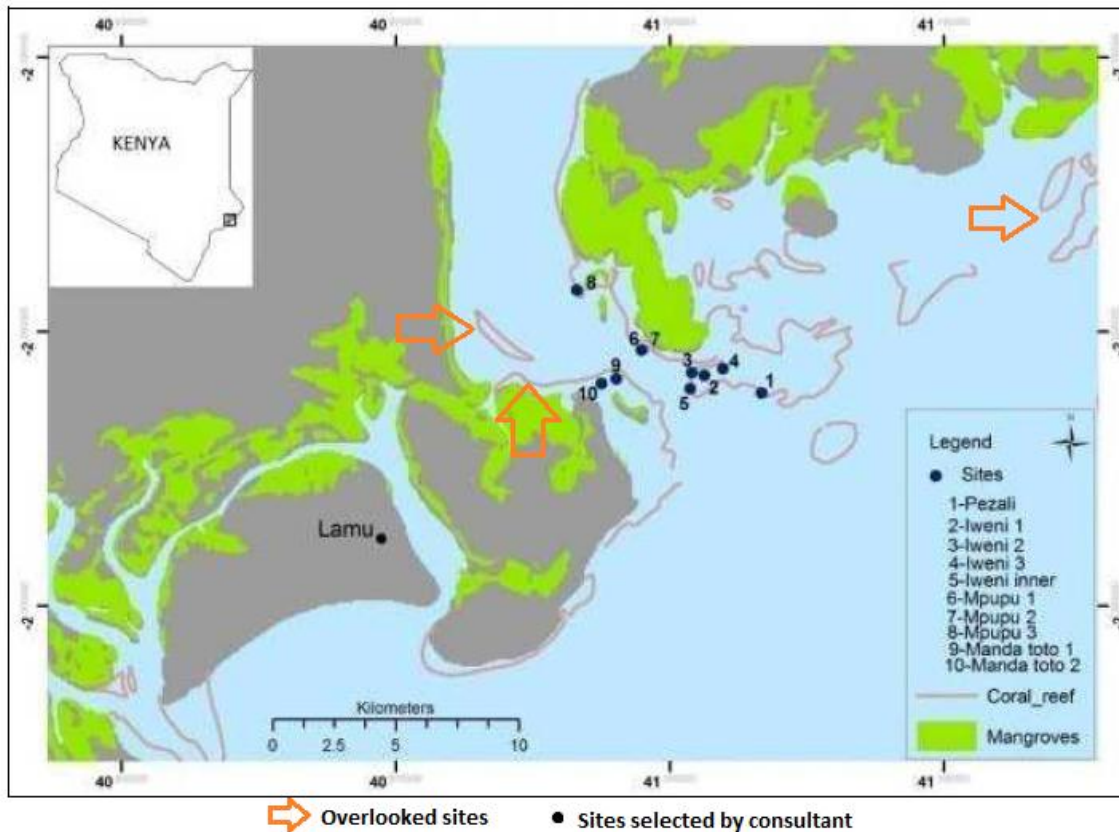 40 40 41 41
KENYA
-2
-2
-2
-2
-2
-2
8
6 7
3 4
9
10 2 1
5
Lamu
Kilometers
0 2.5 5 10
Legend
Sites
1-Pezali
2-Iweni 1
3-Iweni 2
4-Iweni 3
5-Iweni inner
6-Mpupu 1
7-Mpupu 2
8-Mpupu 3
9-Manda toto 1
10-Manda toto 2
Coral_reef
Mangroves
40 40 41 41
Overlooked sites
Sites selected by consultant